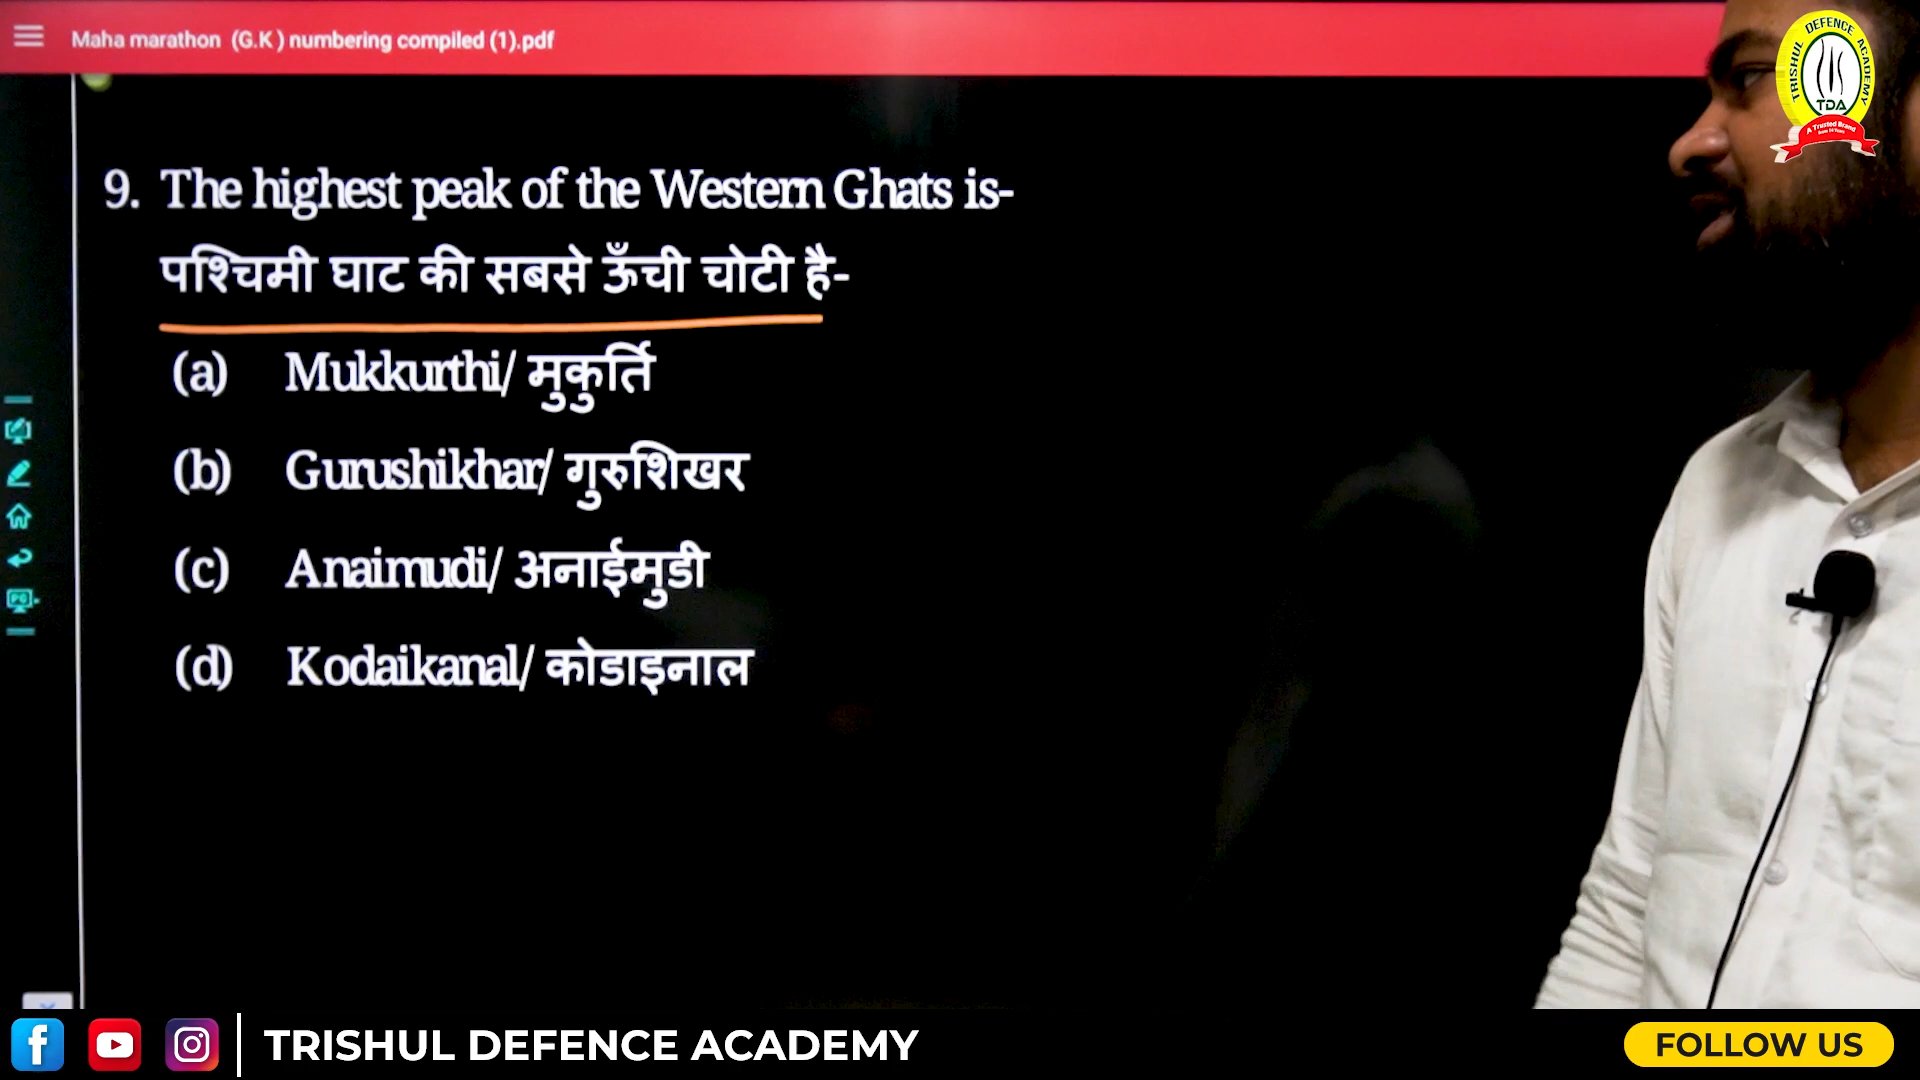 Maha marathon (G.K ) numbering compiled (1).pdf
TRISHUL DEFENCE ACADEMY
TDA
A Trusted Brand
9. The highest peak of the Western Ghats is-
पश्चिमी घाट की सबसे ऊँची चोटी है-
(a) Mukkurthi/ मुकुर्ति
(b) Gurushikhar/ गुरुशिखर
(c) Anaimudi/ अनाईमुडी
(d) Kodaikanal/ कोडाइनाल
TRISHUL DEFENCE ACADEMY
FOLLOW US